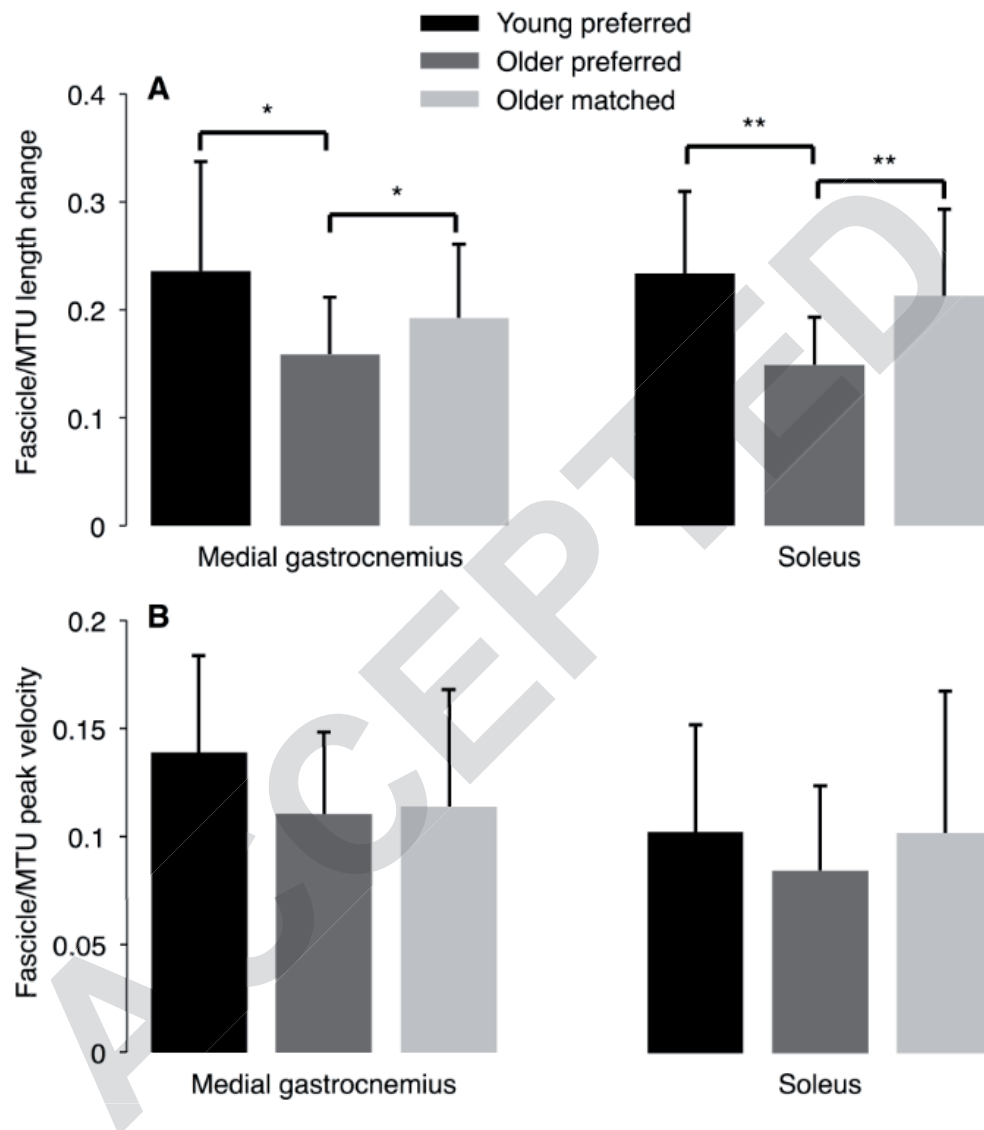 Young preferred
Older preferred
Older matched
A
0.4
0.3
0.2
0.1
0
Fascicle/MTU length change
*
*
**
**
Medial gastrocnemius
Soleus
B
0.2
0.15
0.1
0.05
0
Fascicle/MTU peak velocity
Medial gastrocnemius
Soleus
ACCEPTED